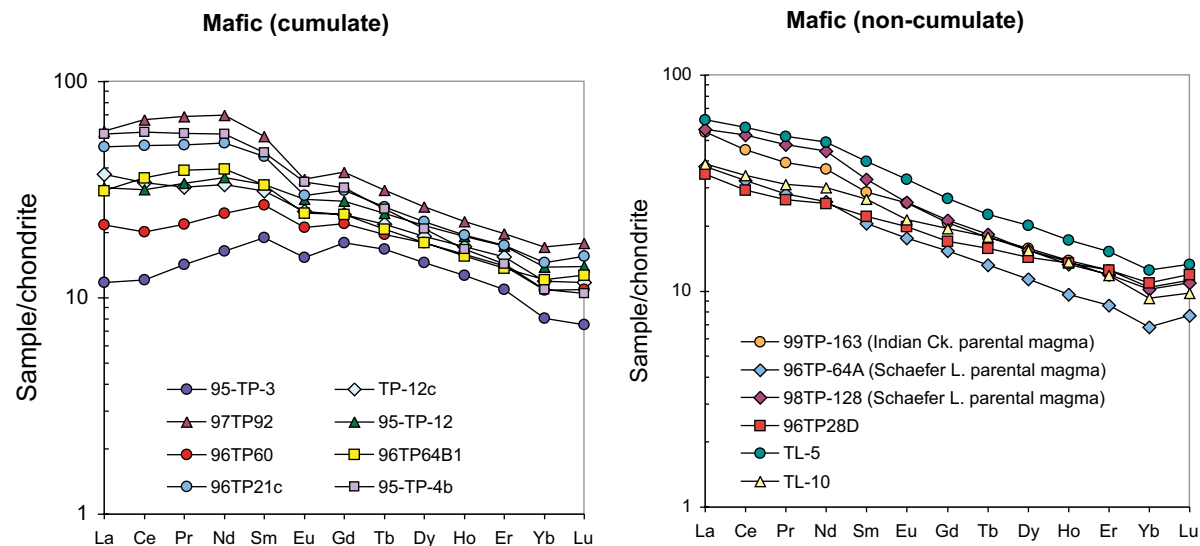 Mafic (cumulate)
Sample/chondrite
100
10
1
95-TP-3
TP-12c
97TP92
95-TP-12
96TP60
96TP64B1
96TP21c
95-TP-4b
La Ce Pr Nd Sm Eu Gd Tb Dy Ho Er Yb Lu
Mafic (non-cumulate)
Sample/chondrite
100
10
1
99TP-163 (Indian Ck. parental magma)
96TP-64A (Schaefer L. parental magma)
98TP-128 (Schaefer L. parental magma)
96TP28D
TL-5
TL-10
La Ce Pr Nd Sm Eu Gd Tb Dy Ho Er Yb Lu